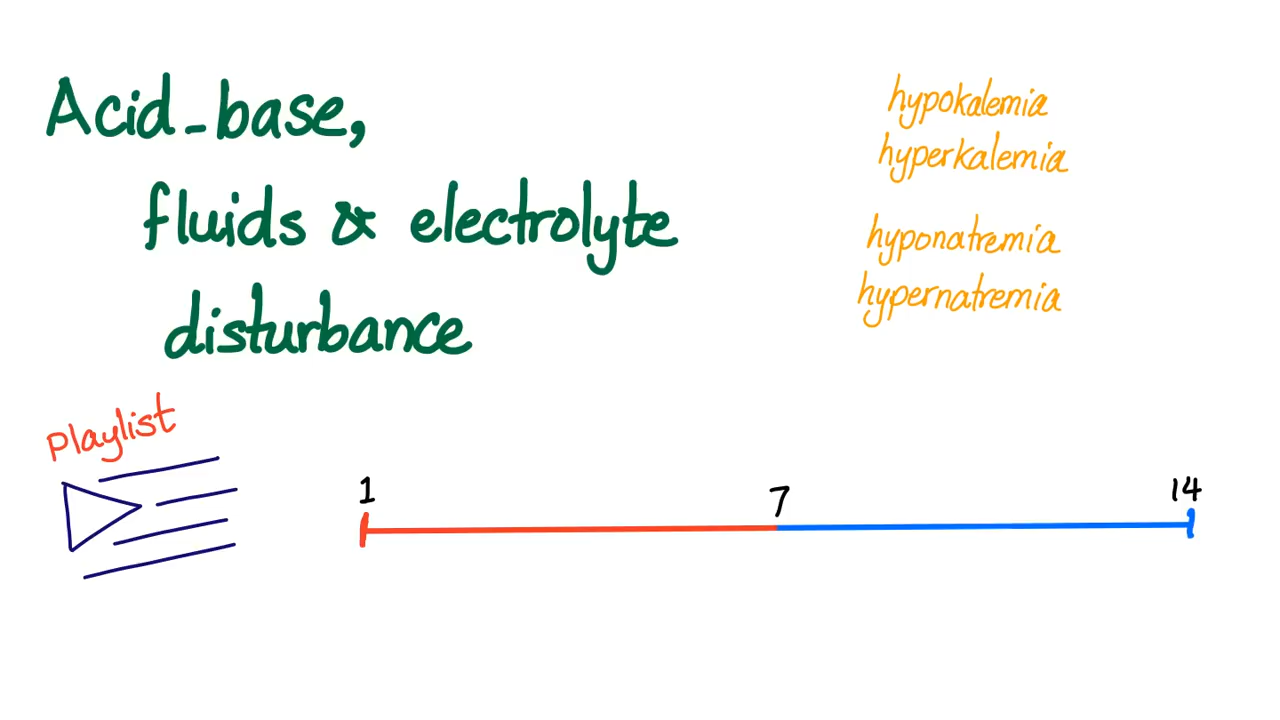 Acid-base,
fluids & electrolyte
disturbance
hypokalemia
hyperkalemia
hyponatremia
hypernatremia
Playlist
1
7
14